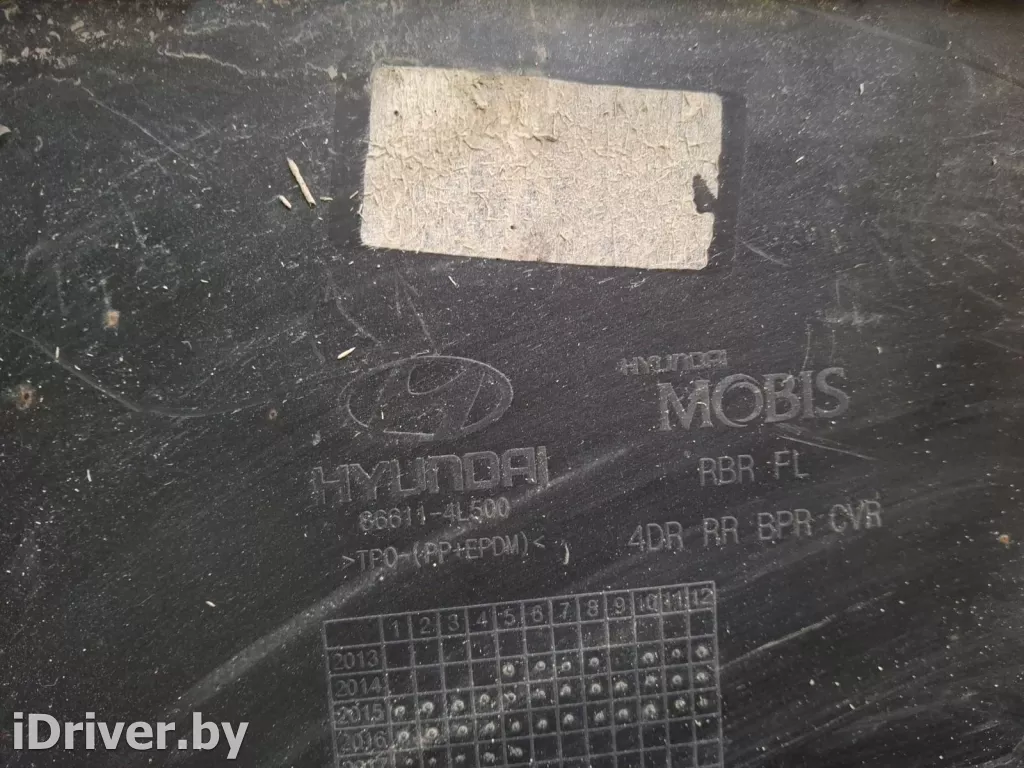 HYUNDAI
MOBIS
HYUNDAI
RBR FL
86611-4L500
4DR RR BPR CVR
>TPO-(PP+EPDM)<
1 2 3 4 5 6 7 8 9 10 11 12
2013
2014
2015
2016
iDriver.by